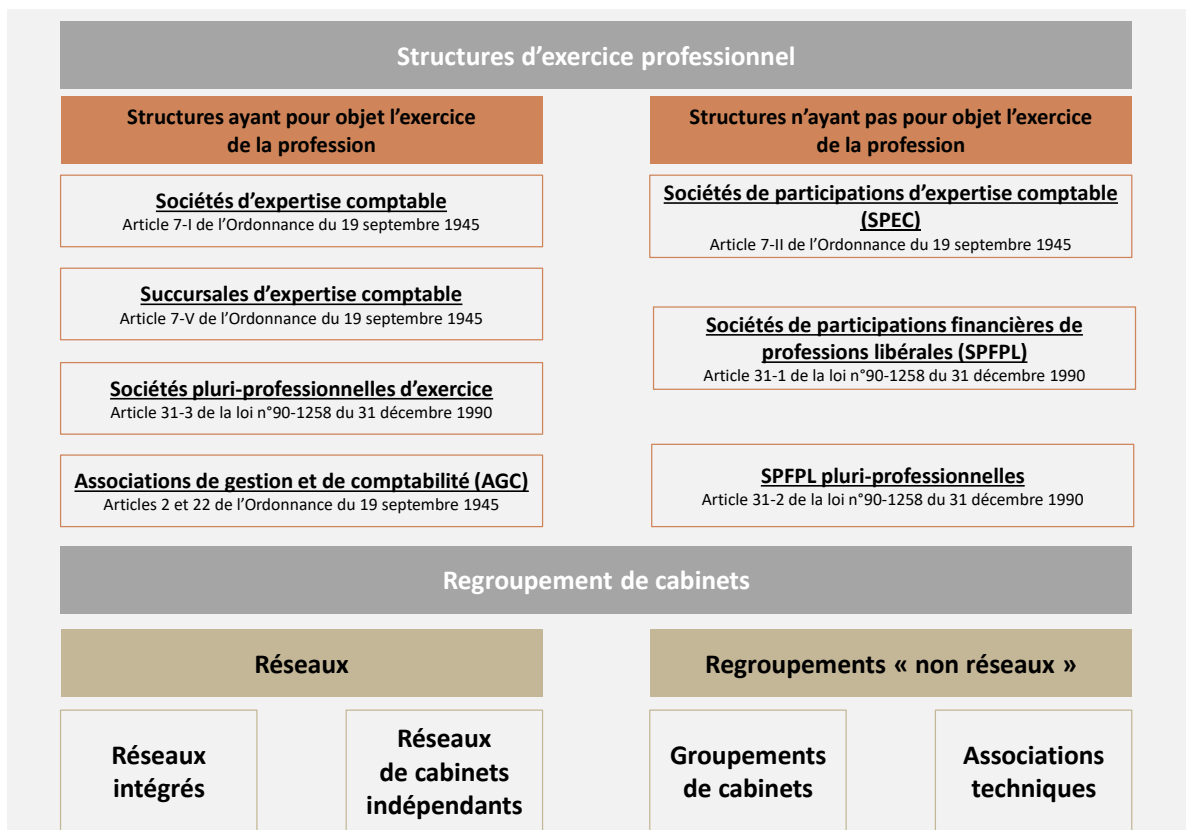 Structures d’exercice professionnel
Structures ayant pour objet l’exercice
de la profession
Sociétés d’expertise comptable
Article 7-I de l’Ordonnance du 19 septembre 1945
Succursales d’expertise comptable
Article 7-V de l’Ordonnance du 19 septembre 1945
Sociétés pluri-professionnelles d’exercice
Article 31-3 de la loi n°90-1258 du 31 décembre 1990
Associations de gestion et de comptabilité (AGC)
Articles 2 et 22 de l’Ordonnance du 19 septembre 1945
Structures n’ayant pas pour objet l’exercice
de la profession
Sociétés de participations d’expertise comptable
(SPEC)
Article 7-II de l’Ordonnance du 19 septembre 1945
Sociétés de participations financières de
professions libérales (SPFPL)
Article 31-1 de la loi n°90-1258 du 31 décembre 1990
SPFPL pluri-professionnelles
Article 31-2 de la loi n°90-1258 du 31 décembre 1990
Regroupement de cabinets
Réseaux
Réseaux
intégrés
Réseaux
de cabinets
indépendants
Regroupements « non réseaux »
Groupements
de cabinets
Associations
techniques